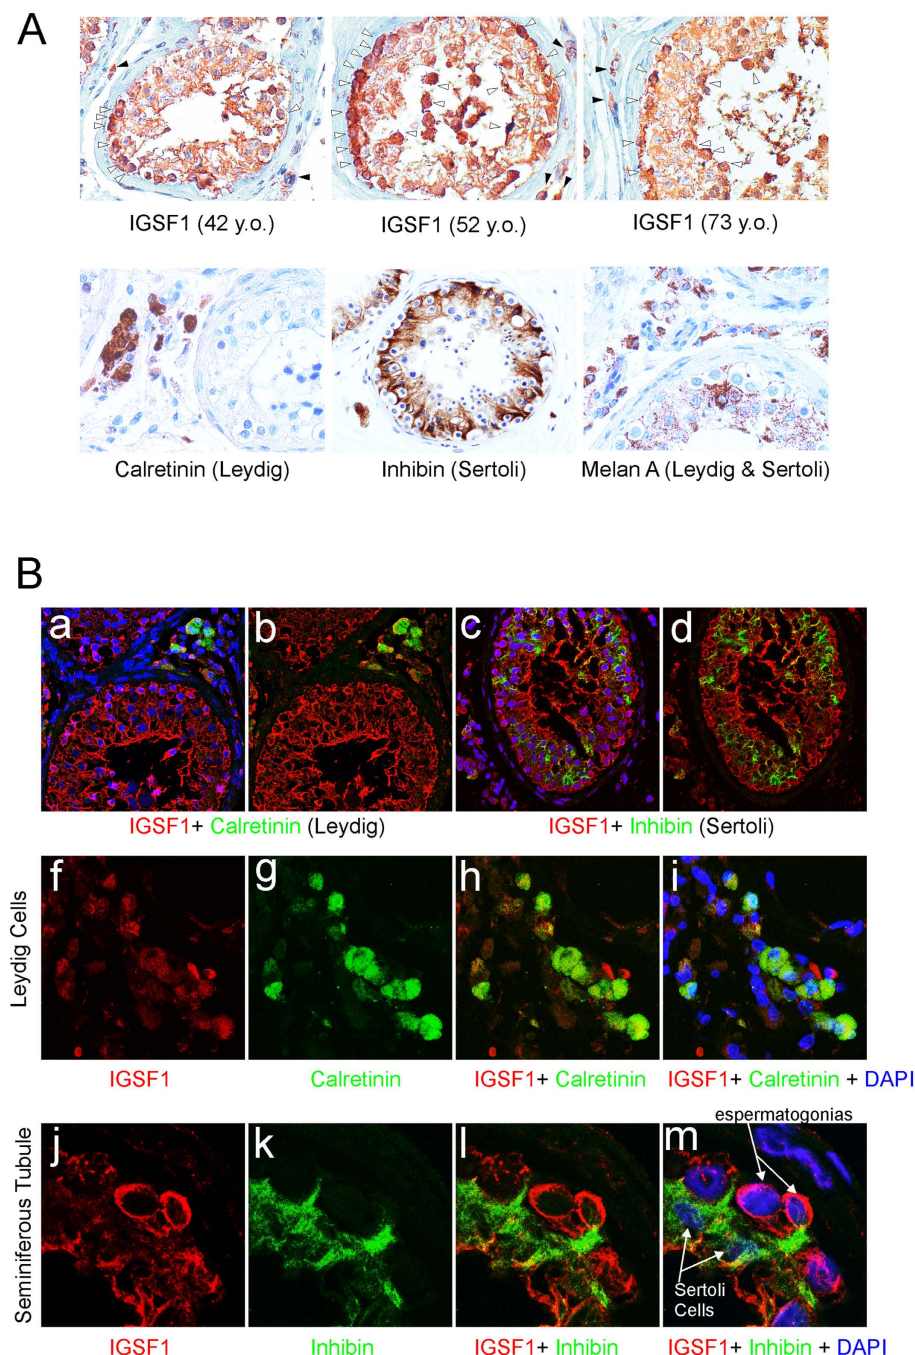 A
IGSF1 (42 y.o.)
IGSF1 (52 y.o.)
IGSF1 (73 y.o.)
Calretinin (Leydig)
Inhibin (Sertoli)
Melan A (Leydig & Sertoli)
B
a
b
c
d
IGSF1+ Calretinin (Leydig)
IGSF1+ Inhibin (Sertoli)
Leydig Cells
f
g
h
i
IGSF1
Calretinin
IGSF1+ Calretinin
IGSF1+ Calretinin + DAPI
espermatogonias
Seminiferous Tubule
j
k
l
m
Sertoli
Cells
IGSF1
Inhibin
IGSF1+ Inhibin
IGSF1+ Inhibin + DAPI